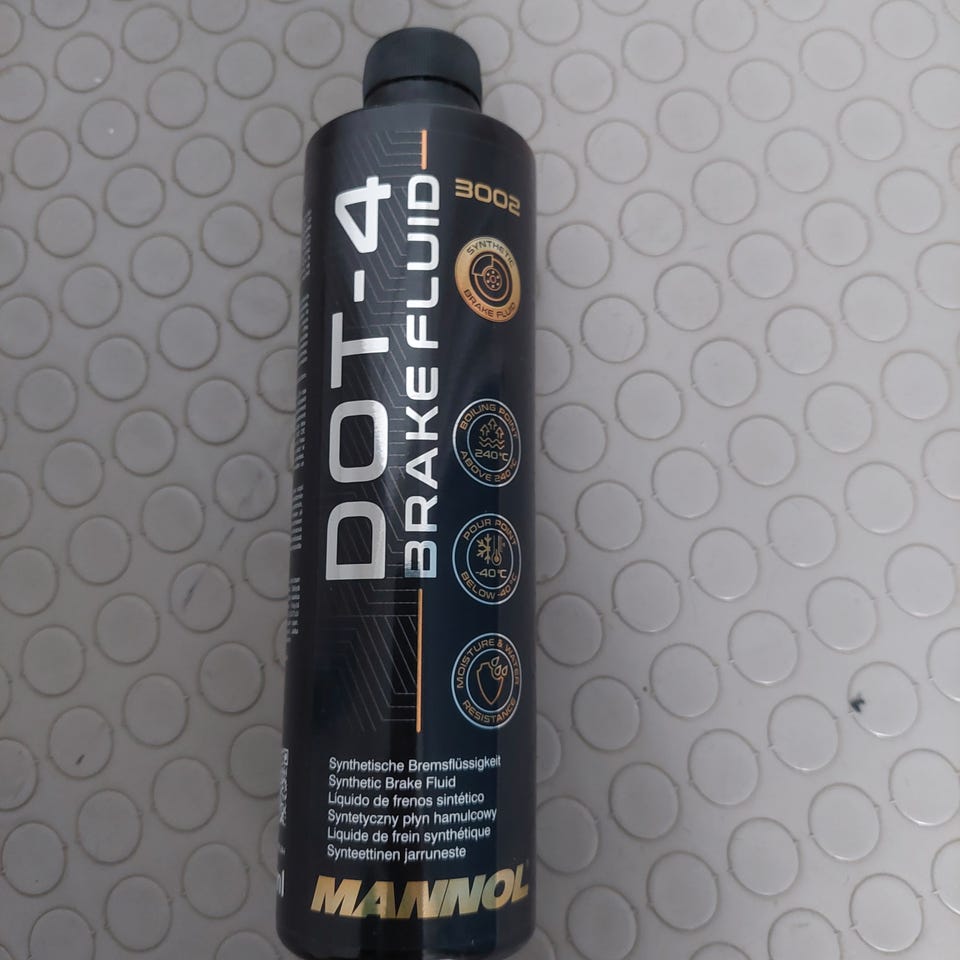 DOT-4
BRAKE FLUID
3002
SYNTHETIC
BRAKE FLUID
BOILING POINT
240°C
ABOVE 240°C
POUR POINT
-40°C
BELOW -40°C
MOISTURE & WATER
RESISTANCE
Synthetische Bremsflüssigkeit
Synthetic Brake Fluid
Líquido de frenos sintético
Syntetyczny płyn hamulcowy
Liquide de frein synthétique
Synteettinen jarruneste
MANNOL